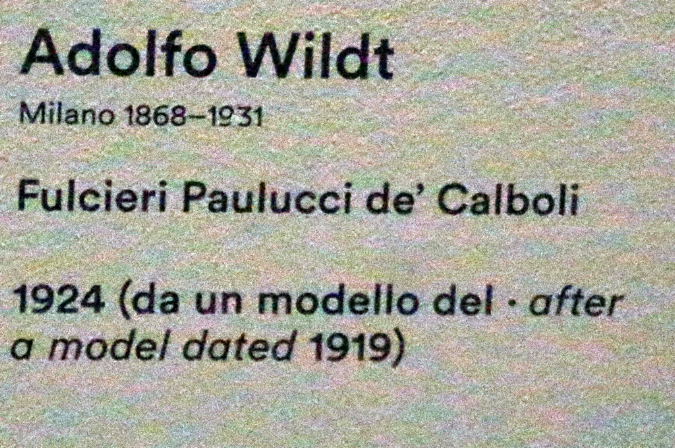 Adolfo Wildt
Milano 1868–1931
Fulcieri Paulucci de’ Calboli
1924 (da un modello del · after
a model dated 1919)